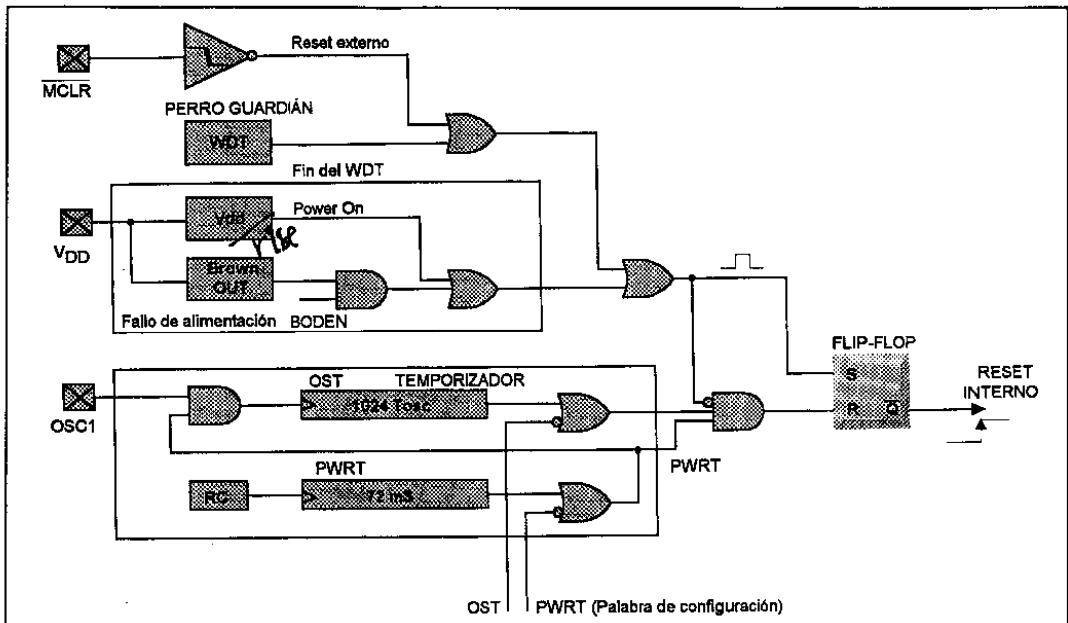 Reset externo
MCLR
PERRO GUARDIÁN
WDT
Fin del WDT
Vdd
Power On
rise
VDD
Brown
OUT
Fallo de alimentación
BODEN
FLIP-FLOP
S
RESET
INTERNO
R
Q
OST
TEMPORIZADOR
OSC1
1024 Tosc
PWRT
PWRT
RC
72 mS
OST
PWRT (Palabra de configuración)